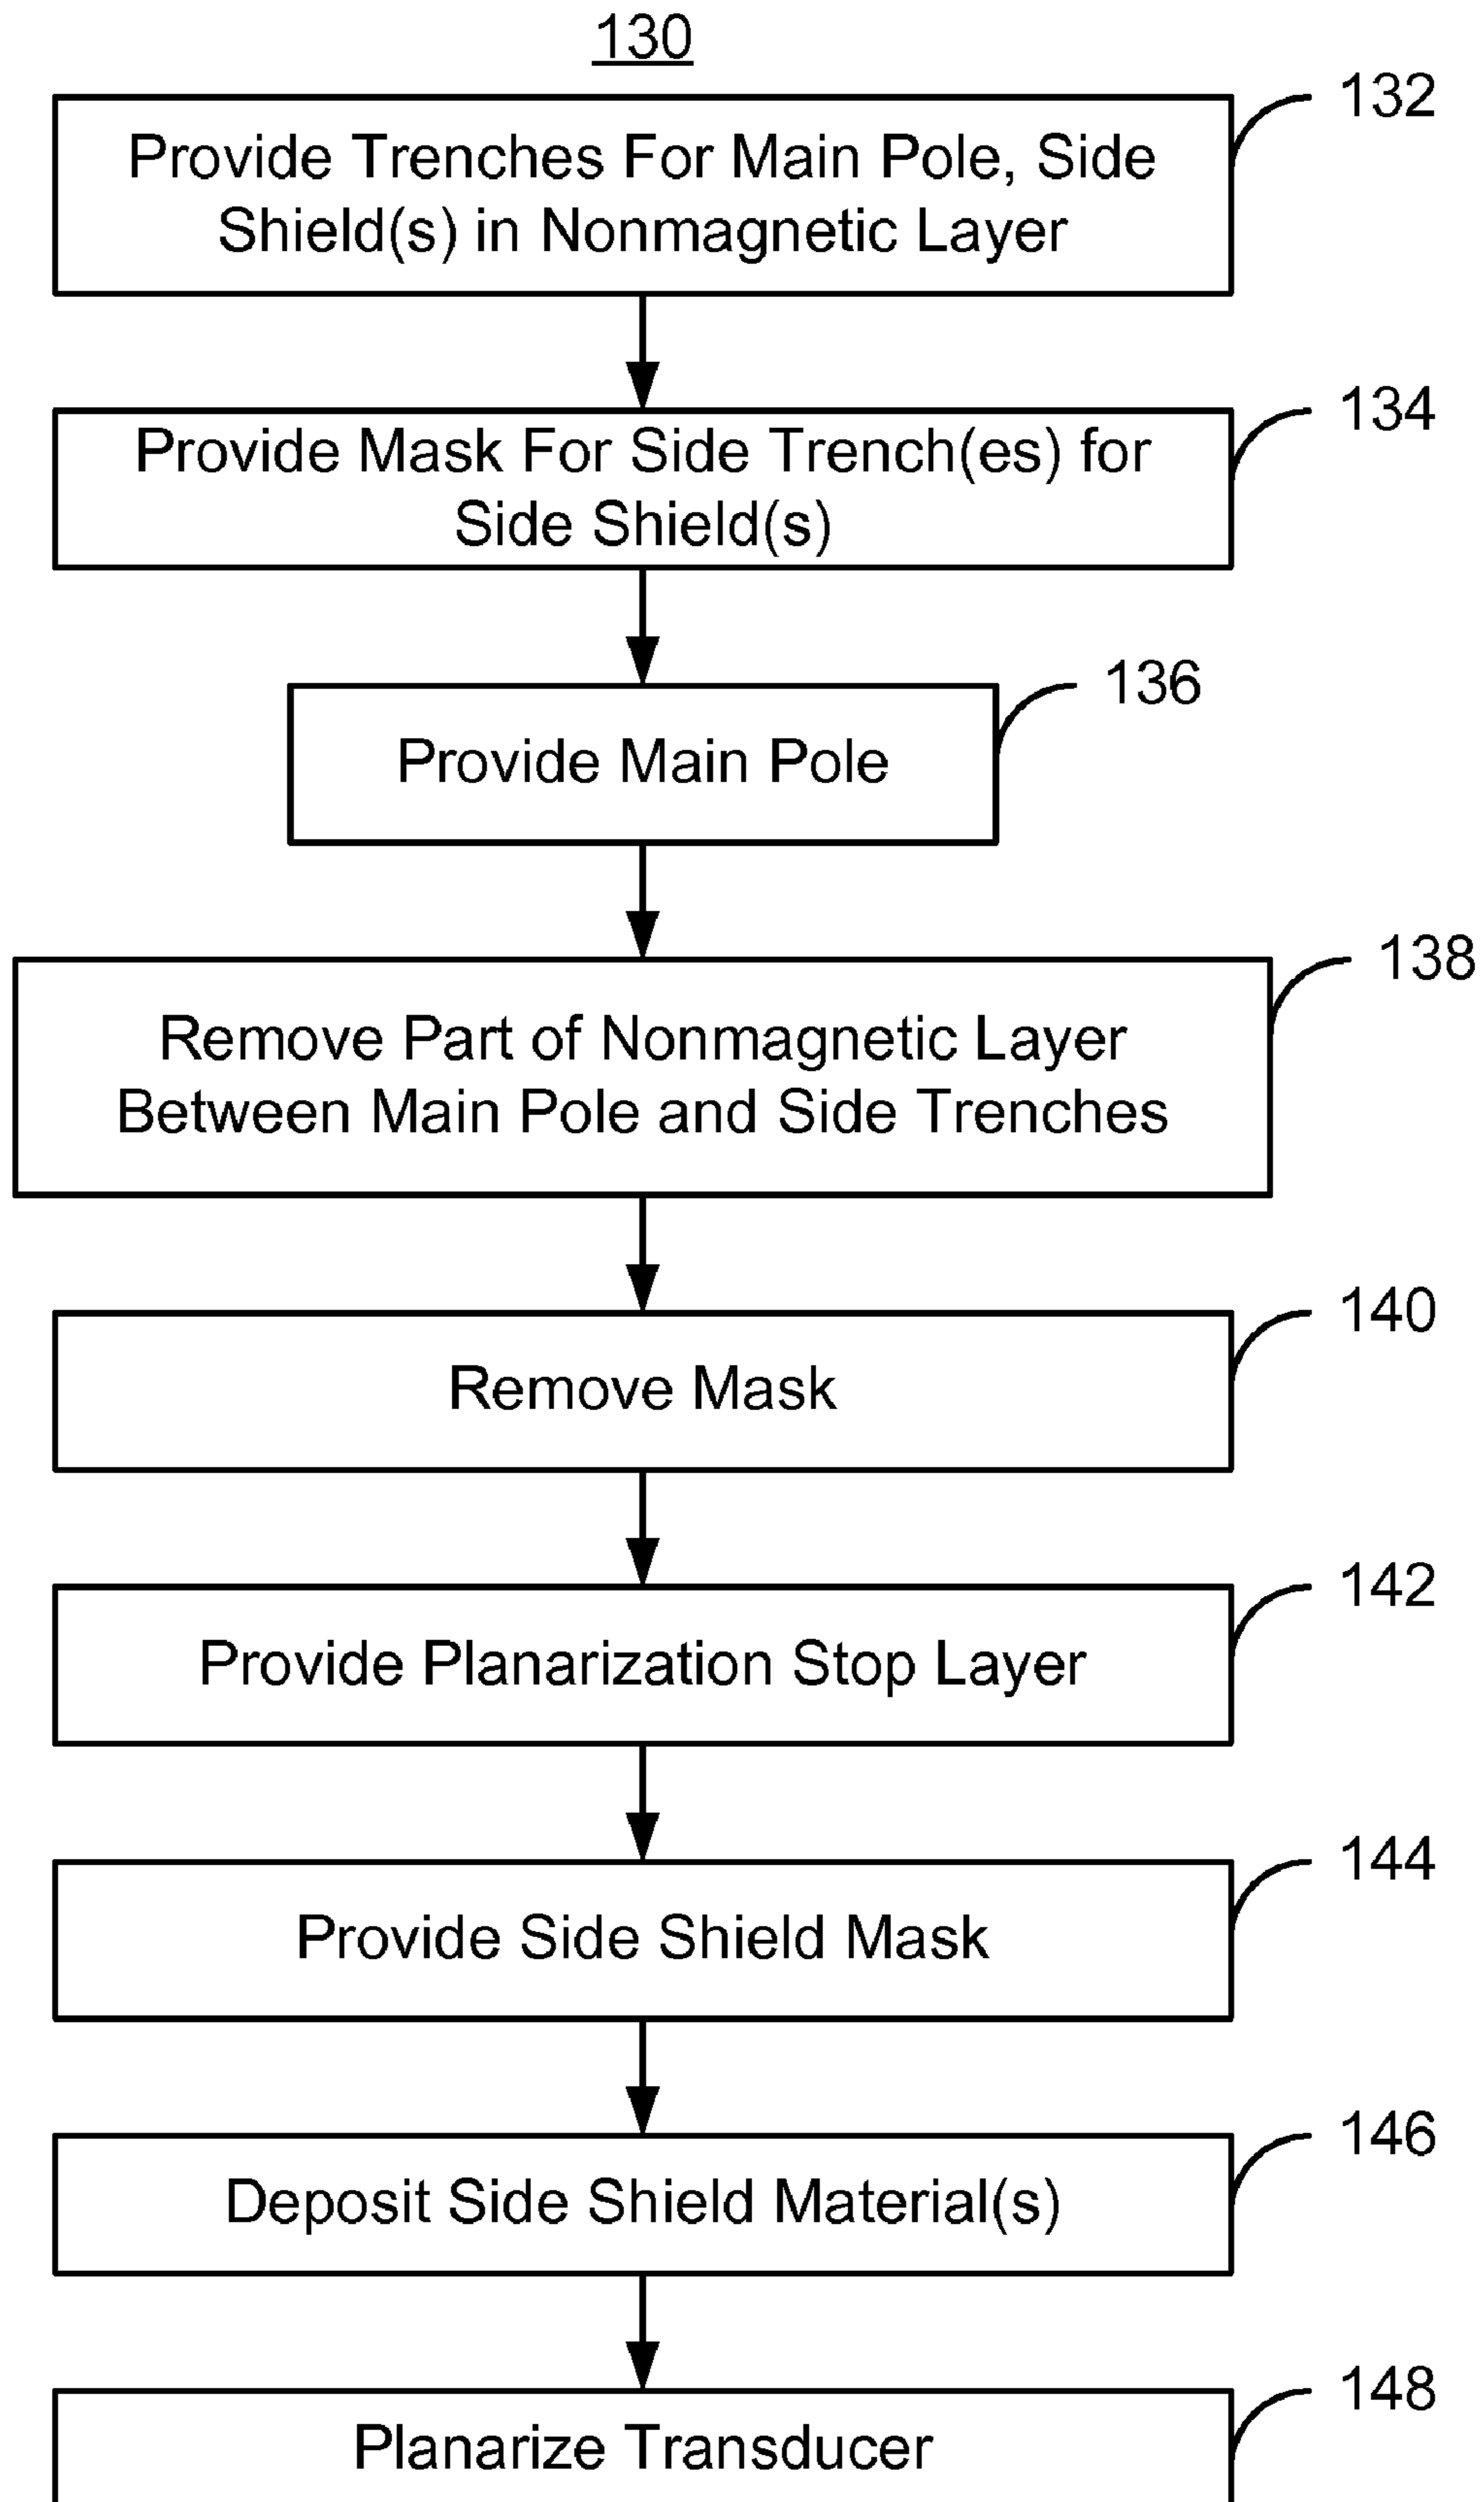 130
132
Provide Trenches For Main Pole, Side
Shield(s) in Nonmagnetic Layer
134
Provide Mask For Side Trench(es) for
Side Shield(s)
136
Provide Main Pole
138
Remove Part of Nonmagnetic Layer
Between Main Pole and Side Trenches
140
Remove Mask
142
Provide Planarization Stop Layer
144
Provide Side Shield Mask
146
Deposit Side Shield Material(s)
148
Planarize Transducer